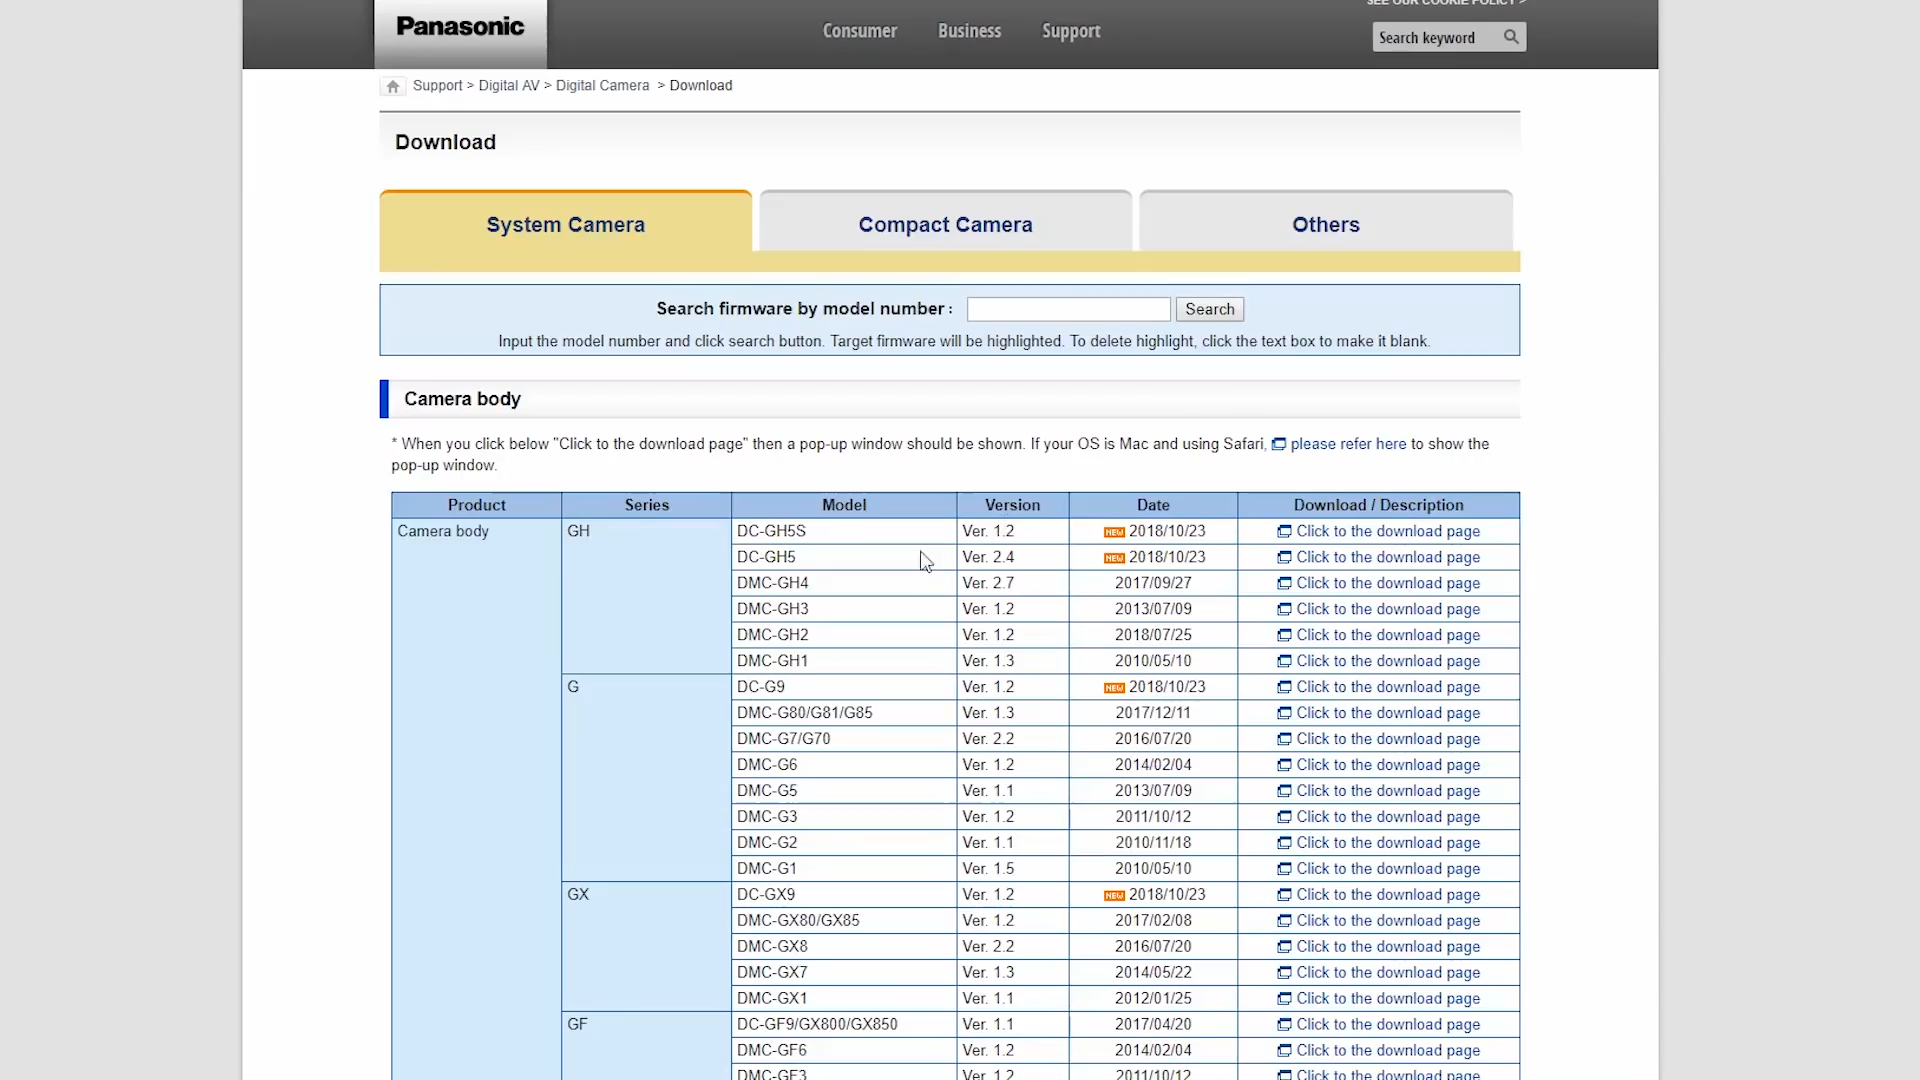 SEE OUR COOKIE POLICY >
Panasonic
Consumer Business Support
Search keyword
Support > Digital AV > Digital Camera > Download
Download
System Camera Compact Camera Others
Search firmware by model number : Search
Input the model number and click search button. Target firmware will be highlighted. To delete highlight, click the text box to make it blank.
Camera body
* When you click below "Click to the download page" then a pop-up window should be shown. If your OS is Mac and using Safari, please refer here to show the
pop-up window.
Product Series Model Version Date Download / Description
Camera body GH DC-GH5S Ver. 1.2 NEW 2018/10/23 Click to the download page
DC-GH5 Ver. 2.4 NEW 2018/10/23 Click to the download page
DMC-GH4 Ver. 2.7 2017/09/27 Click to the download page
DMC-GH3 Ver. 1.2 2013/07/09 Click to the download page
DMC-GH2 Ver. 1.2 2018/07/25 Click to the download page
DMC-GH1 Ver. 1.3 2010/05/10 Click to the download page
G DC-G9 Ver. 1.2 NEW 2018/10/23 Click to the download page
DMC-G80/G81/G85 Ver. 1.3 2017/12/11 Click to the download page
DMC-G7/G70 Ver. 2.2 2016/07/20 Click to the download page
DMC-G6 Ver. 1.2 2014/02/04 Click to the download page
DMC-G5 Ver. 1.1 2013/07/09 Click to the download page
DMC-G3 Ver. 1.2 2011/10/12 Click to the download page
DMC-G2 Ver. 1.1 2010/11/18 Click to the download page
DMC-G1 Ver. 1.5 2010/05/10 Click to the download page
GX DC-GX9 Ver. 1.2 NEW 2018/10/23 Click to the download page
DMC-GX80/GX85 Ver. 1.2 2017/02/08 Click to the download page
DMC-GX8 Ver. 2.2 2016/07/20 Click to the download page
DMC-GX7 Ver. 1.3 2014/05/22 Click to the download page
DMC-GX1 Ver. 1.1 2012/01/25 Click to the download page
GF DC-GF9/GX800/GX850 Ver. 1.1 2017/04/20 Click to the download page
DMC-GF6 Ver. 1.2 2014/02/04 Click to the download page
DMC-GF3 Ver. 1.2 2011/10/12 Click to the download page